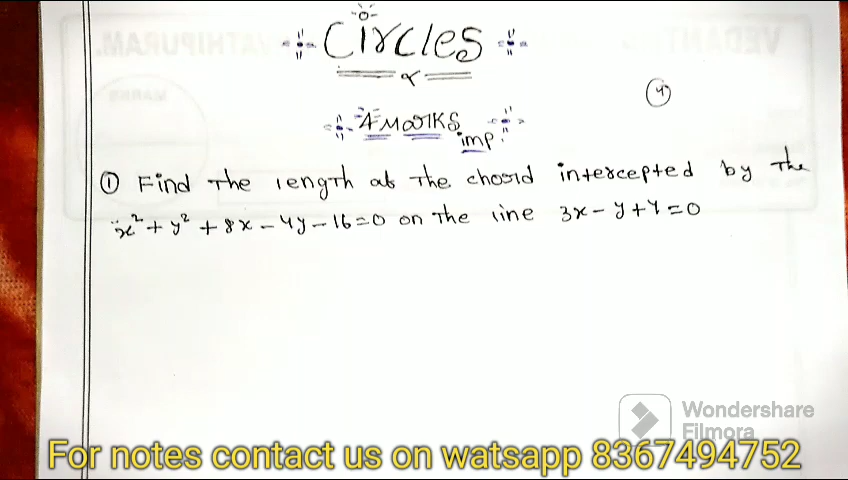 Circles
4 marks
imp.
4
① Find the length of the chord intercepted by the
x² + y² + 8x - 4y - 16 = 0 on the line 3x - y + 4 = 0
Wondershare
Filmora
For notes contact us on watsapp 8367494752